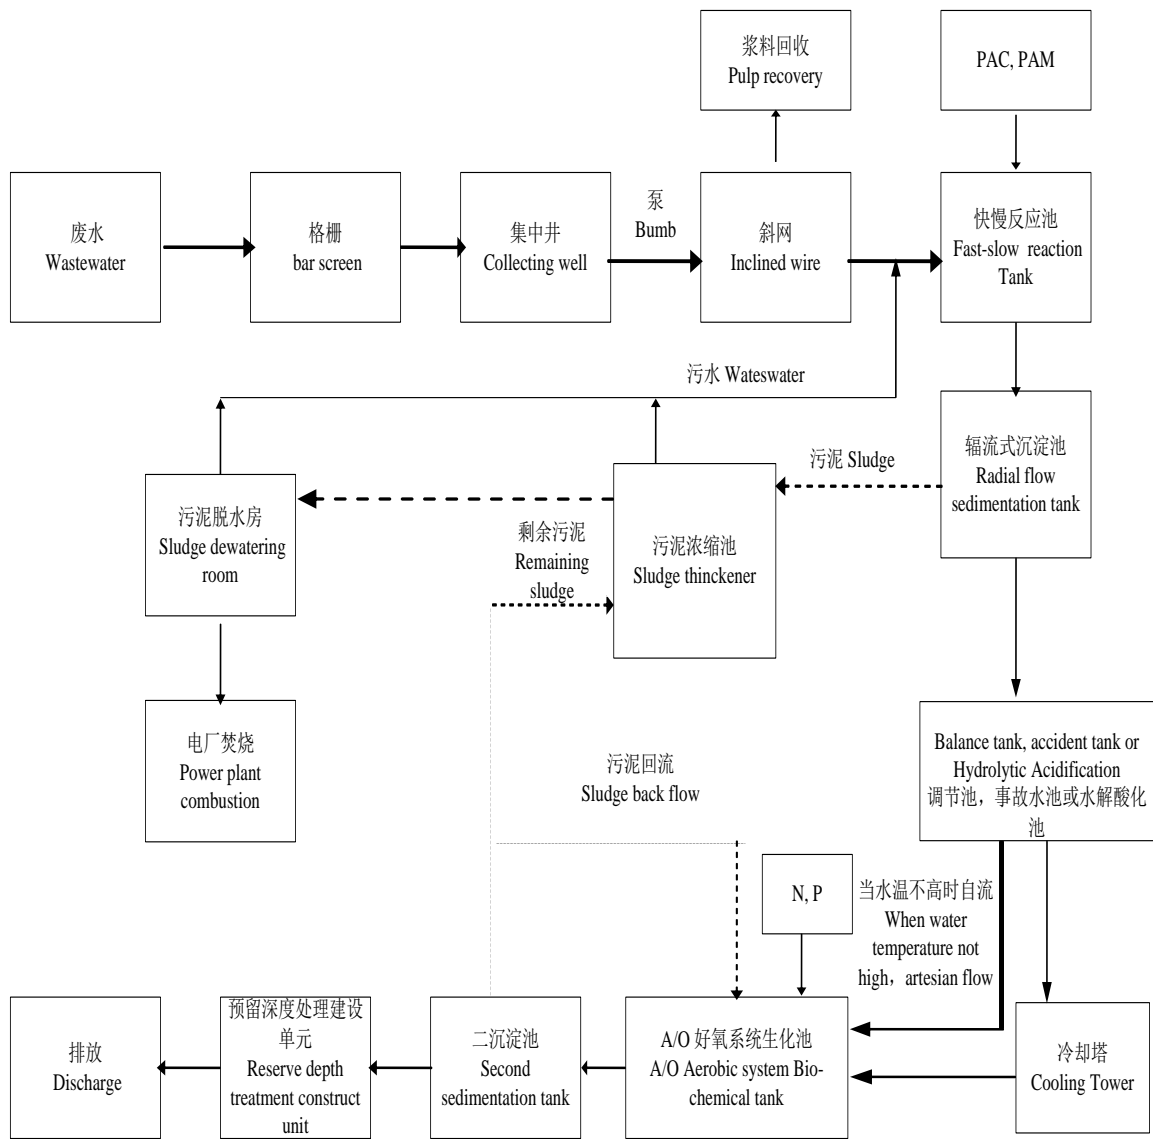 浆料回收
Pulp recovery
PAC, PAM
废水
Wastewater
格栅
bar screen
集中井
Collecting well
泵
Bumb
斜网
Inclined wire
快慢反应池
Fast-slow reaction
Tank
污水 Wateswater
辐流式沉淀池
Radial flow
sedimentation tank
污泥 Sludge
污泥脱水房
Sludge dewatering
room
剩余污泥
Remaining
sludge
污泥浓缩池
Sludge thinckener
电厂焚烧
Power plant
combustion
污泥回流
Sludge back flow
Balance tank, accident tank or
Hydrolytic Acidification
调节池，事故水池或水解酸化
池
N, P
当水温不高时自流
When water
temperature not
high，artesian flow
排放
Discharge
预留深度处理建设
单元
Reserve depth
treatment construct
unit
二沉淀池
Second
sedimentation tank
A/O 好氧系统生化池
A/O Aerobic system Bio-
chemical tank
冷却塔
Cooling Tower